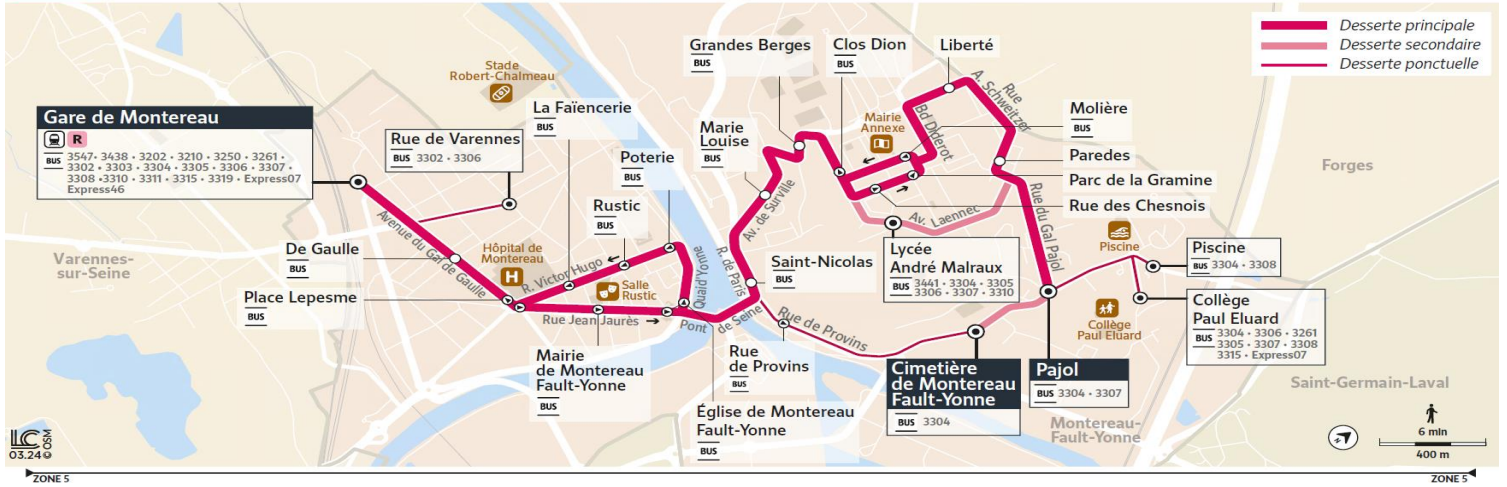 Desserte principale
Desserte secondaire
Desserte ponctuelle
Grandes Berges
BUS
Clos Dion
BUS
Liberté
Rue
A. Schweitzer
Stade
Robert-Chalmeau
La Faïencerie
BUS
Gare de Montereau
R
BUS 3547 • 3438 • 3202 • 3210 • 3250 • 3261 •
3302 • 3303 • 3304 • 3305 • 3306 • 3307 •
3308 • 3310 • 3311 • 3315 • 3319 • Express07
Express46
Rue de Varennes
BUS 3302 • 3306
Poterie
BUS
Marie
Louise
BUS
Mairie
Annexe
Bd Diderot
Molière
BUS
Paredes
Parc de la Gramine
Rue des Chesnois
Forges
Rustic
BUS
Avenue du Gal de Gaulle
Av. de Surville
Av. Laennec
Rue du Gal Pajol
Piscine
Piscine
BUS 3304 • 3308
Varennes-
sur-Seine
De Gaulle
BUS
Hôpital de
Montereau
H
R. Victor Hugo
Salle
Rustic
Quai d'Yonne
R. de Paris
Saint-Nicolas
BUS
Lycée
André Malraux
BUS 3441 • 3304 • 3305
3306 • 3307 • 3310
Place Lepesme
BUS
Rue Jean Jaurès
Pont de Seine
Rue de Provins
Collège
Paul Eluard
Collège
Paul Eluard
BUS 3304 • 3306 • 3261
3305 • 3307 • 3308
3315 • Express07
Mairie
de Montereau
Fault-Yonne
BUS
Rue
de Provins
BUS
Église de Montereau
Fault-Yonne
BUS
Cimetière
de Montereau
Fault-Yonne
BUS 3304
Pajol
BUS 3304 • 3307
Saint-Germain-Laval
Montereau-
Fault-Yonne
6 min
400 m
LC
03.24 © OSM
ZONE 5
ZONE 5